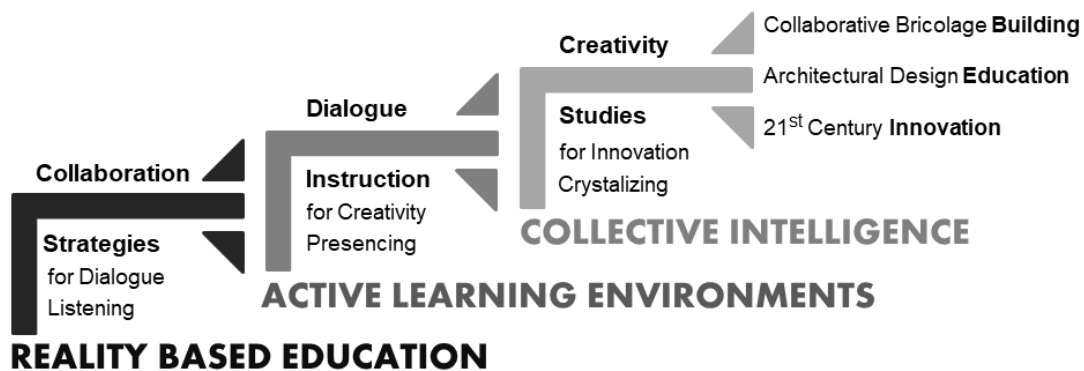 Collaboration
Strategies
for Dialogue
Listening
REALITY BASED EDUCATION
Dialogue
Instruction
for Creativity
Presencing
ACTIVE LEARNING ENVIRONMENTS
Creativity
Studies
for Innovation
Crystalizing
COLLECTIVE INTELLIGENCE
Collaborative Bricolage Building
Architectural Design Education
21st Century Innovation